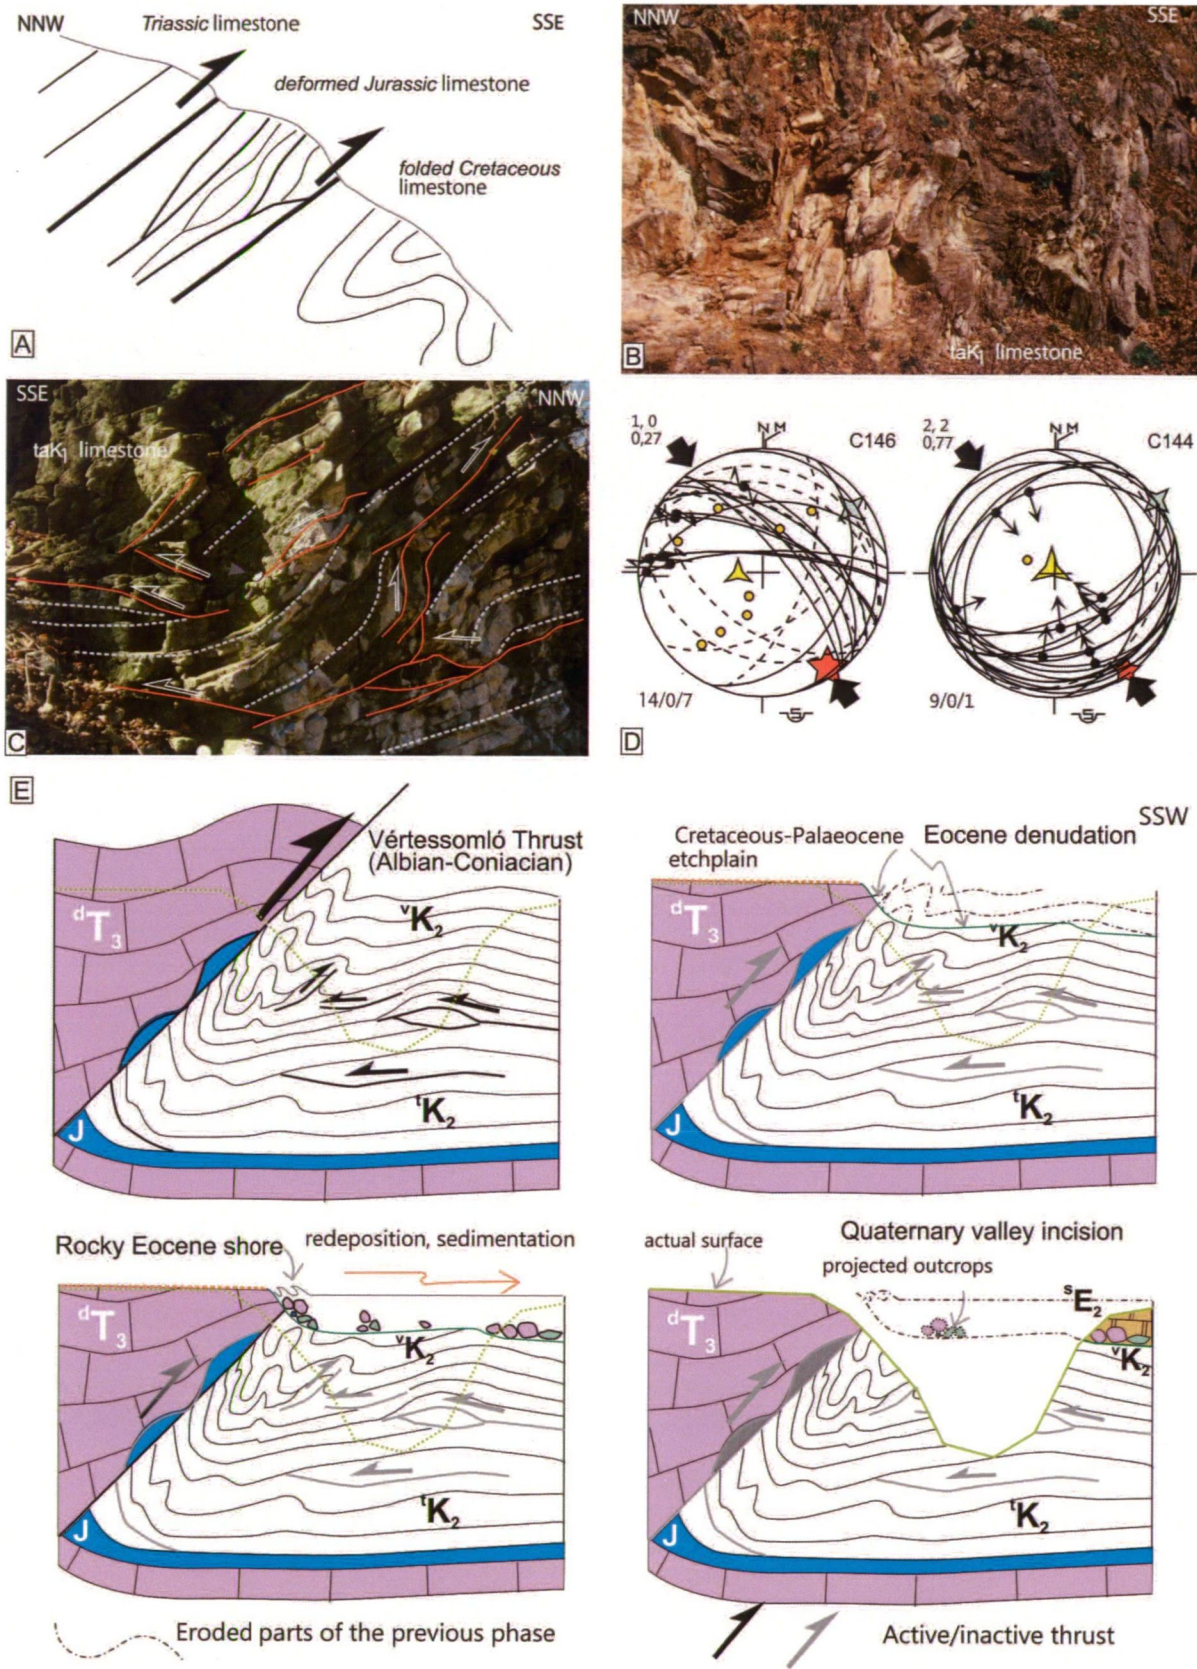 NNW
Triassic limestone
SSE
deformed Jurassic limestone
folded Cretaceous
limestone
A
NNW
SSE
taK1 limestone
B
SSE
NNW
taK1 limestone
C
1, 0
0,27
NM
C146
14/0/7
S
2, 2
0,77
NM
C144
9/0/1
S
D
E
Vértessomló Thrust
(Albian-Coniacian)
dT3
vK2
tK2
J
SSW
Cretaceous-Palaeocene
etchplain
Eocene denudation
dT3
vK2
tK2
J
Rocky Eocene shore
redeposition, sedimentation
dT3
vK2
tK2
J
actual surface
Quaternary valley incision
projected outcrops
sE2
dT3
vK2
tK2
J
Eroded parts of the previous phase
Active/inactive thrust